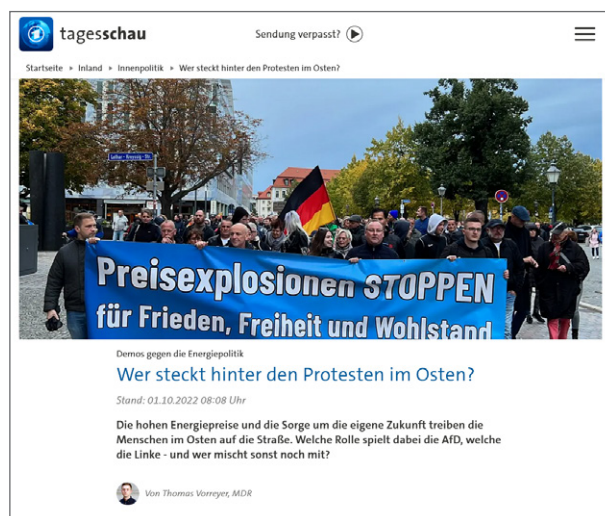 tagesschau
Sendung verpasst?
Startseite ▸ Inland ▸ Innenpolitik ▸ Wer steckt hinter den Protesten im Osten?
Preisexplosionen STOPPEN
für Frieden, Freiheit und Wohlstand
Demos gegen die Energiepolitik
Wer steckt hinter den Protesten im Osten?
Stand: 01.10.2022 08:08 Uhr
Die hohen Energiepreise und die Sorge um die eigene Zukunft treiben die
Menschen im Osten auf die Straße. Welche Rolle spielt dabei die AfD, welche
die Linke - und wer mischt sonst noch mit?
Von Thomas Vorreyer, MDR